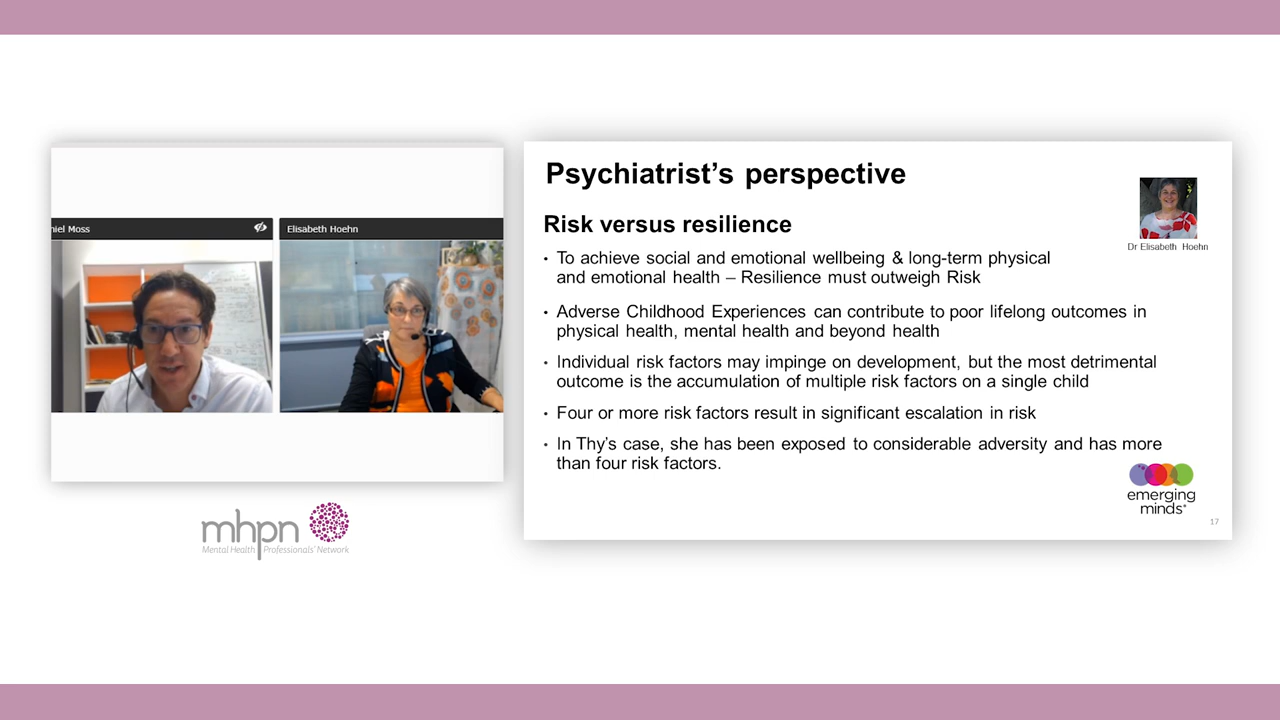 niel Moss
Elisabeth Hoehn
mhpn
Mental Health Professionals' Network
Psychiatrist’s perspective
Dr Elisabeth Hoehn
Risk versus resilience
• To achieve social and emotional wellbeing & long-term physical
and emotional health – Resilience must outweigh Risk
• Adverse Childhood Experiences can contribute to poor lifelong outcomes in
physical health, mental health and beyond health
• Individual risk factors may impinge on development, but the most detrimental
outcome is the accumulation of multiple risk factors on a single child
• Four or more risk factors result in significant escalation in risk
• In Thy’s case, she has been exposed to considerable adversity and has more
than four risk factors.
emerging
minds
17